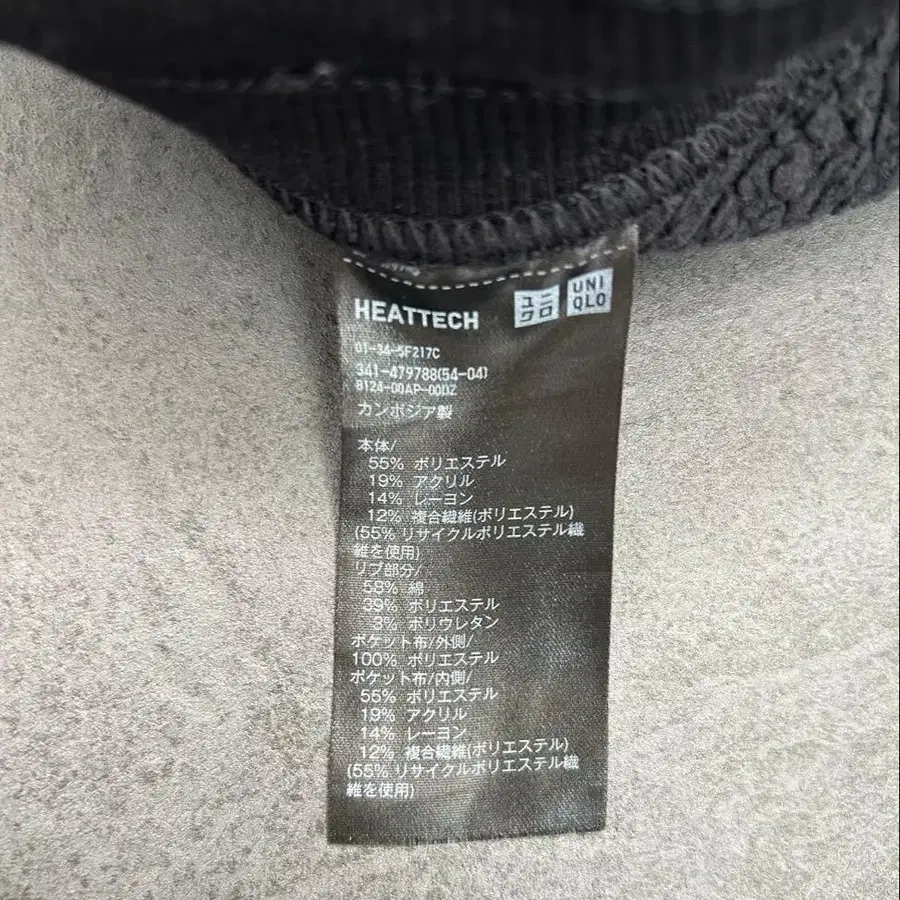 HEATTECH
ユニクロ
UNIQLO
01-34-5F217C
341-479788(54-04)
8124-00AP-00DZ
カンボジア製
本体/
55% ポリエステル
19% アクリル
14% レーヨン
12% 複合繊維(ポリエステル)
(55% リサイクルポリエステル繊
維を使用)
リブ部分/
58% 綿
39% ポリエステル
3% ポリウレタン
ポケット布/外側/
100% ポリエステル
ポケット布/内側/
55% ポリエステル
19% アクリル
14% レーヨン
12% 複合繊維(ポリエステル)
(55% リサイクルポリエステル繊
維を使用)